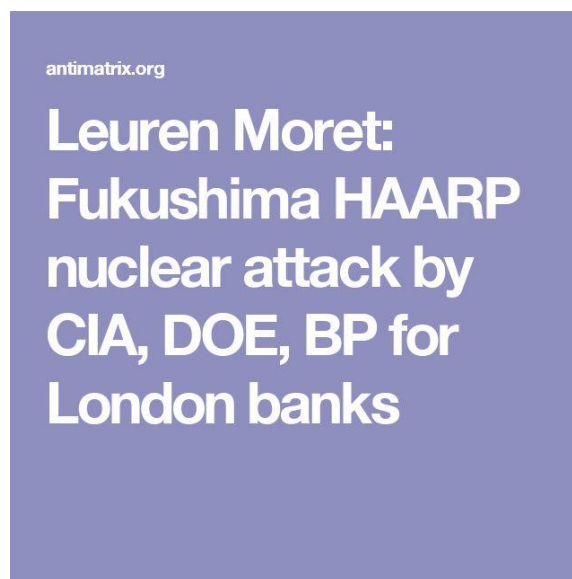 antimatrix.org
Leuren Moret:
Fukushima HAARP
nuclear attack by
CIA, DOE, BP for
London banks